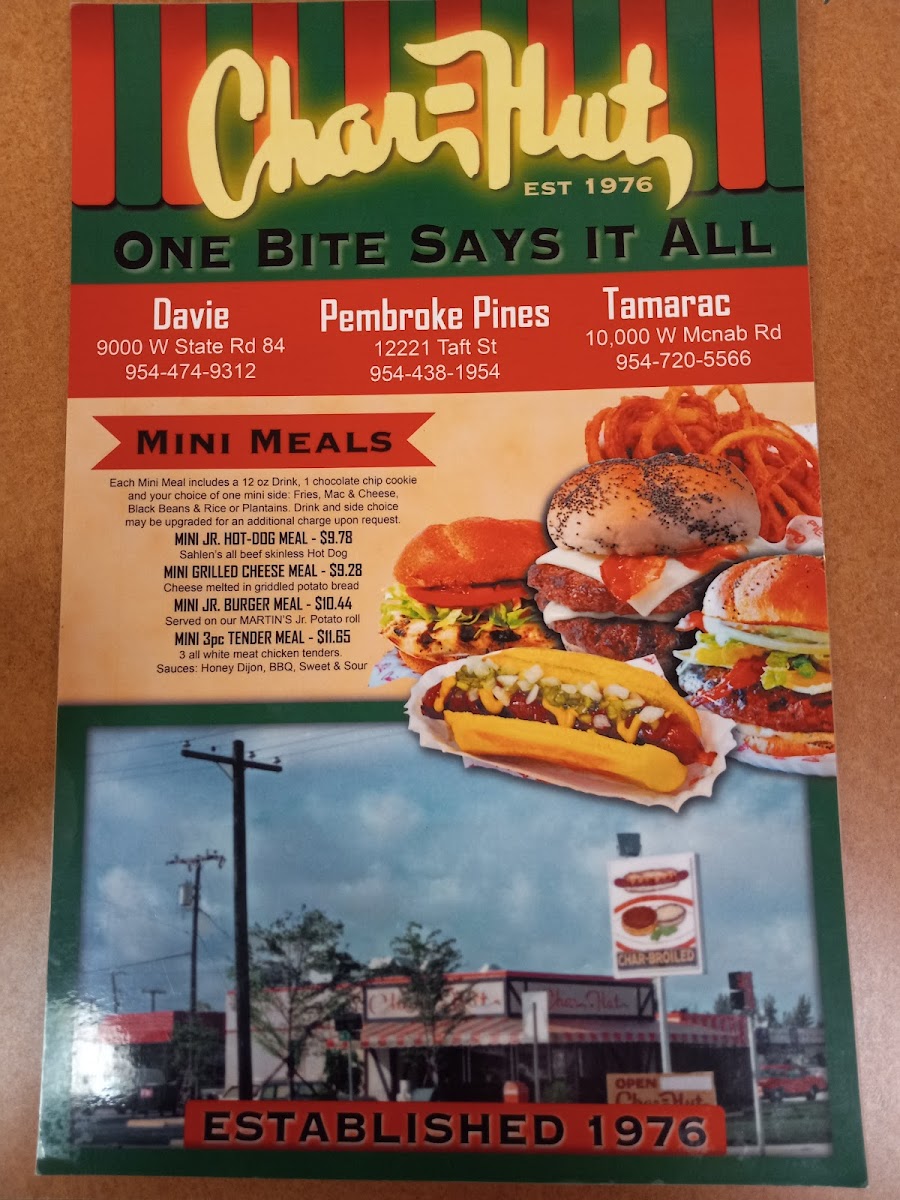 Char-Hut
EST 1976
ONE BITE SAYS IT ALL
Davie
9000 W State Rd 84
954-474-9312
Pembroke Pines
12221 Taft St
954-438-1954
Tamarac
10,000 W Mcnab Rd
954-720-5566
MINI MEALS
Each Mini Meal includes a 12 oz Drink, 1 chocolate chip cookie
and your choice of one mini side: Fries, Mac & Cheese,
Black Beans & Rice or Plantains. Drink and side choice
may be upgraded for an additional charge upon request.
MINI JR. HOT-DOG MEAL - $9.78
Sahlen's all beef skinless Hot Dog
MINI GRILLED CHEESE MEAL - $9.28
Cheese melted in griddled potato bread
MINI JR. BURGER MEAL - $10.44
Served on our MARTIN'S Jr. Potato roll
MINI 3pc TENDER MEAL - $11.65
3 all white meat chicken tenders.
Sauces: Honey Dijon, BBQ, Sweet & Sour
CHAR-BROILED
Char-Hut
Char-Hut
OPEN
Char-Hut
ESTABLISHED 1976